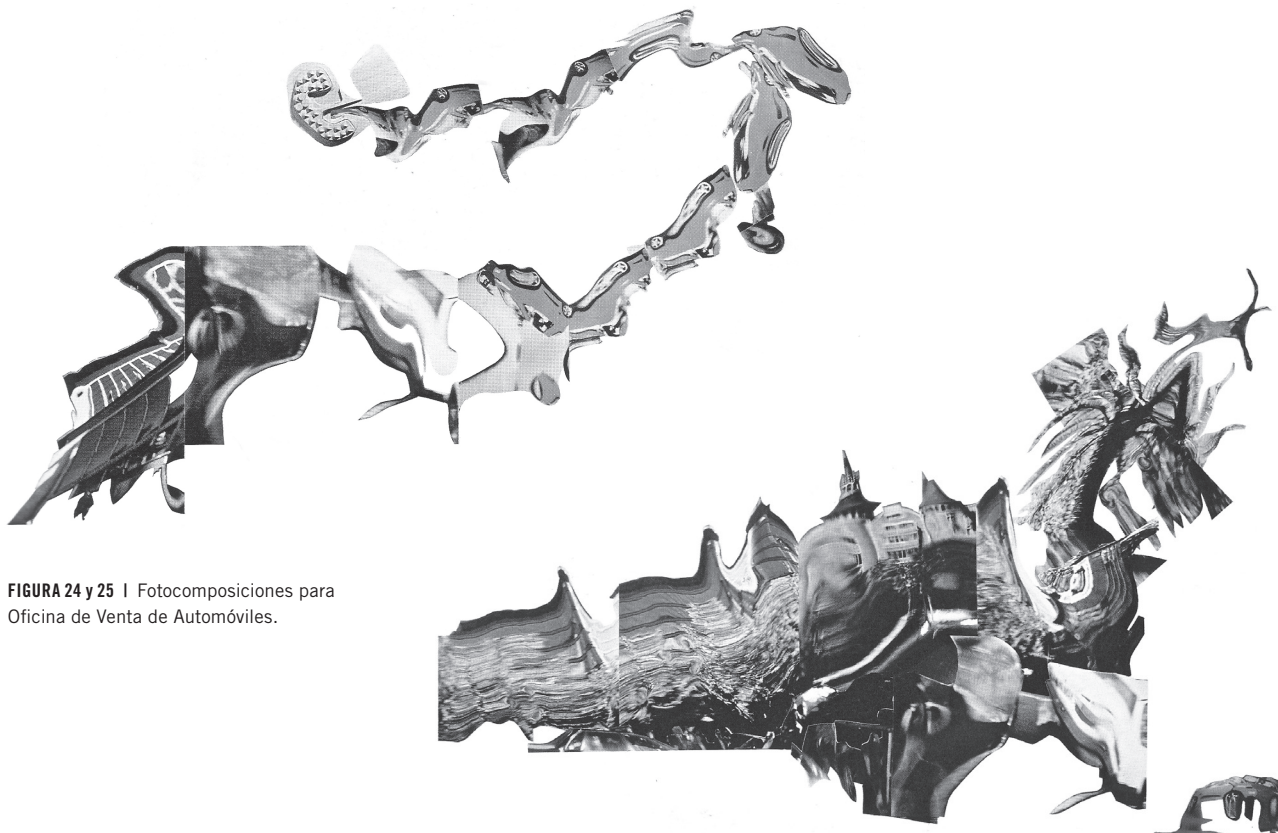 FIGURA 24 y 25 | Fotocomposiciones para
Oficina de Venta de Automóviles.